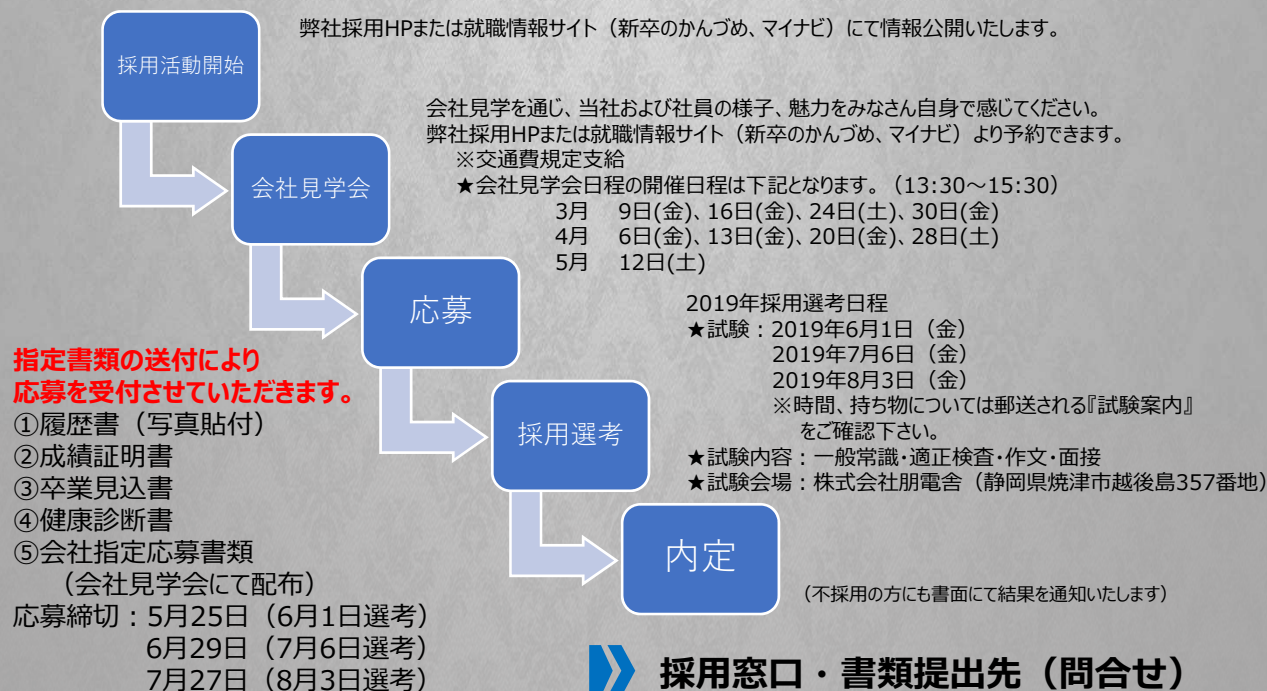 採用活動開始
弊社採用HPまたは就職情報サイト（新卒のかんづめ、マイナビ）にて情報公開いたします。
会社見学会
会社見学を通じ、当社および社員の様子、魅力をみなさん自身で感じてください。
弊社採用HPまたは就職情報サイト（新卒のかんづめ、マイナビ）より予約できます。
※交通費規定支給
★会社見学会日程の開催日程は下記となります。（13:30～15:30）
3月　9日(金)、16日(金)、24日(土)、30日(金)
4月　6日(金)、13日(金)、20日(金)、28日(土)
5月　12日(土)
応募
指定書類の送付により
応募を受付させていただきます。
①履歴書（写真貼付）
②成績証明書
③卒業見込書
④健康診断書
⑤会社指定応募書類
（会社見学会にて配布）
応募締切：5月25日（6月1日選考）
6月29日（7月6日選考）
7月27日（8月3日選考）
採用選考
2019年採用選考日程
★試験：2019年6月1日（金）
2019年7月6日（金）
2019年8月3日（金）
※時間、持ち物については郵送される『試験案内』
をご確認下さい。
★試験内容：一般常識・適正検査・作文・面接
★試験会場：株式会社朋電舎（静岡県焼津市越後島357番地）
内定
（不採用の方にも書面にて結果を通知いたします）
採用窓口・書類提出先（問合せ）